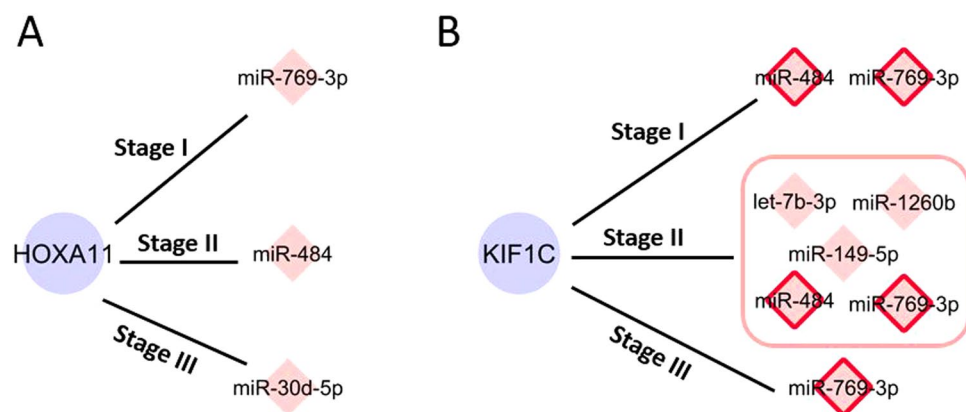 A
miR-769-3p
Stage I
HOXA11
Stage II
miR-484
Stage III
miR-30d-5p
B
miR-484 miR-769-3p
Stage I
let-7b-3p miR-1260b
KIF1C
Stage II
miR-149-5p
miR-484 miR-769-3p
Stage III
miR-769-3p